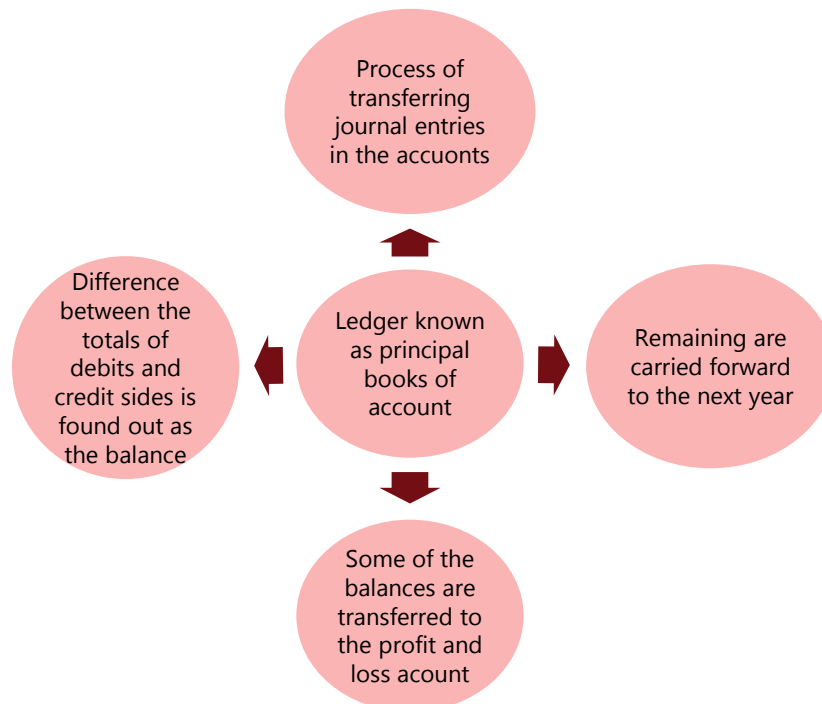 Process of
transferring
journal entries
in the accuonts
Difference
between the
totals of
debits and
credit sides is
found out as
the balance
Ledger known
as principal
books of
account
Remaining are
carried forward
to the next year
Some of the
balances are
transferred to
the profit and
loss acount